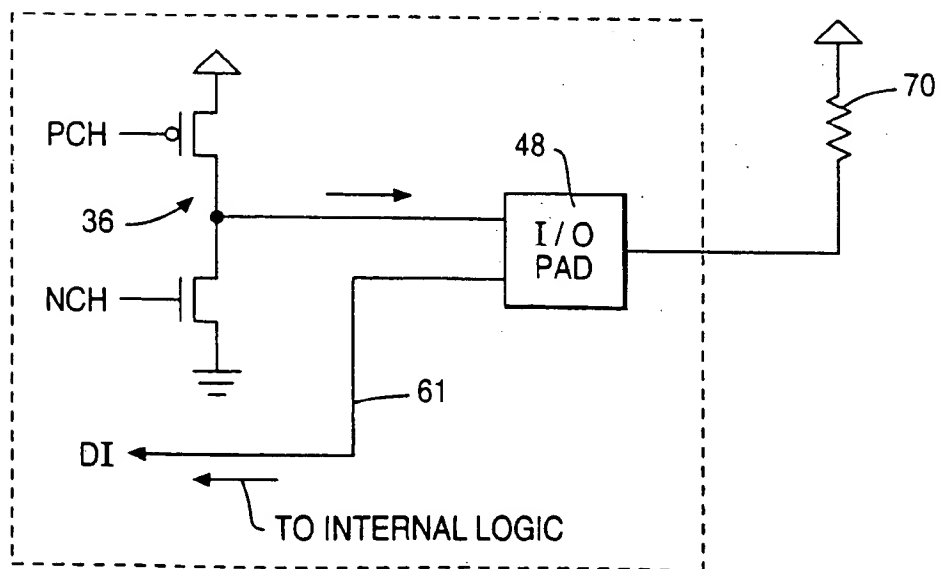 70
PCH
48
36
I/O
PAD
NCH
61
DI
TO INTERNAL LOGIC